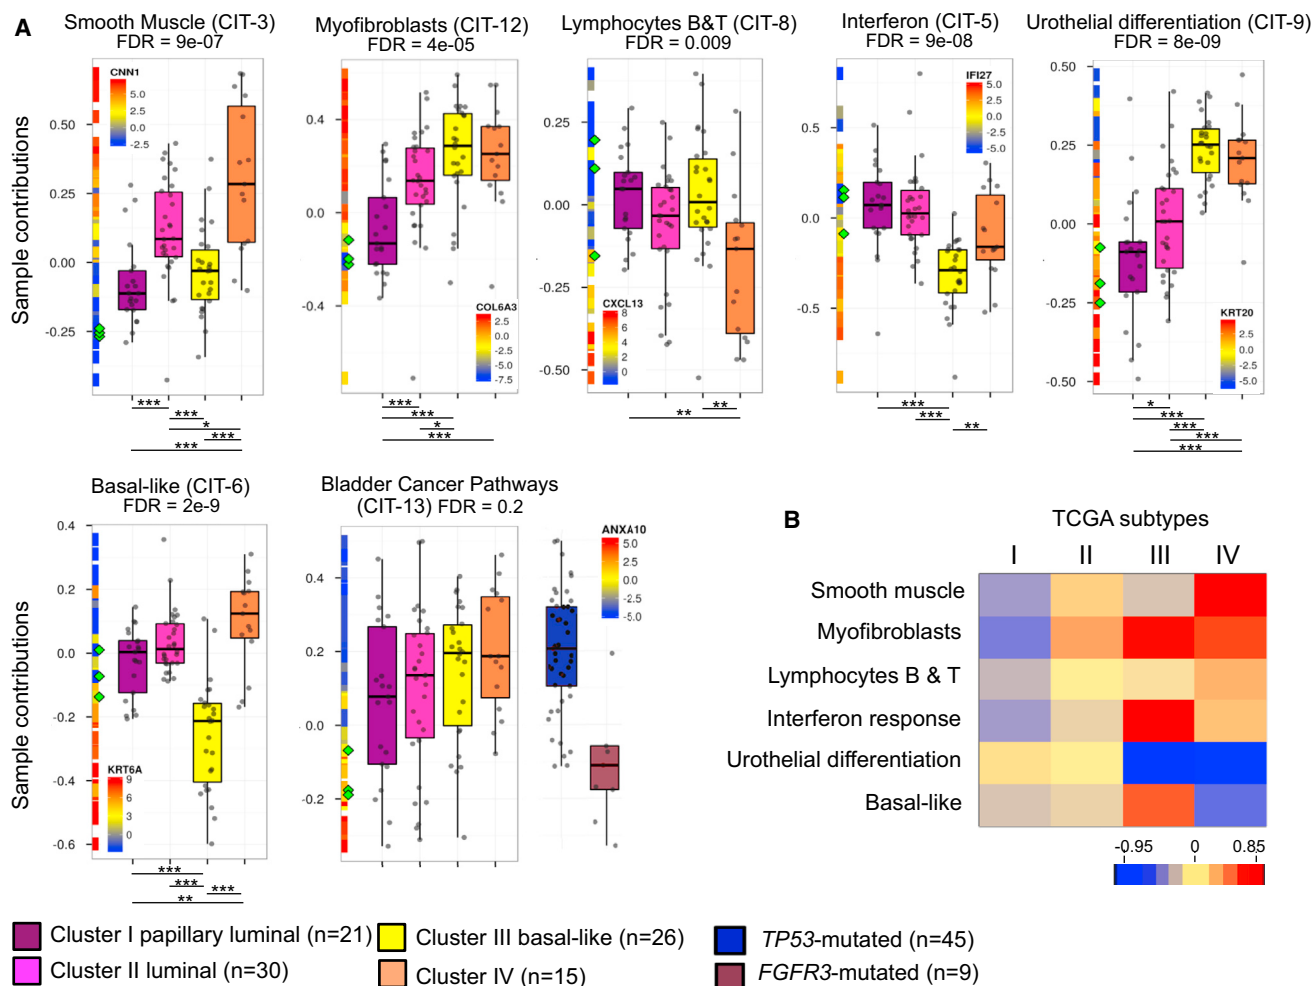 A
Smooth Muscle (CIT-3)
FDR = 9e-07
Myofibroblasts (CIT-12)
FDR = 4e-05
Lymphocytes B&T (CIT-8)
FDR = 0.009
Interferon (CIT-5)
FDR = 9e-08
Urothelial differentiation (CIT-9)
FDR = 8e-09
Sample contributions
CNN1
5.0
2.5
0.0
-2.5
0.50
0.25
0.00
-0.25
***
***
*
***
***
0.4
0.0
-0.4
COL6A3
2.5
0.0
-2.5
-5.0
-7.5
***
***
*
***
0.25
0.00
-0.25
-0.50
CXCL13
8
6
4
2
0
**
**
0.5
0.0
-0.5
IFI27
5.0
2.5
0.0
-2.5
-5.0
***
***
**
0.50
0.25
0.00
-0.25
-0.50
KRT20
2.5
0.0
-2.5
-5.0
*
***
***
***
***
Basal-like (CIT-6)
FDR = 2e-9
Bladder Cancer Pathways
(CIT-13) FDR = 0.2
Sample contributions
0.4
0.2
0.0
-0.2
-0.4
-0.6
KRT6A
9
6
3
0
***
***
***
**
0.4
0.2
0.0
-0.2
ANXA10
5.0
2.5
0.0
-2.5
-5.0
B
TCGA subtypes
I II III IV
Smooth muscle
Myofibroblasts
Lymphocytes B & T
Interferon response
Urothelial differentiation
Basal-like
-0.95 0 0.85
Cluster I papillary luminal (n=21)
Cluster II luminal (n=30)
Cluster III basal-like (n=26)
Cluster IV (n=15)
TP53-mutated (n=45)
FGFR3-mutated (n=9)